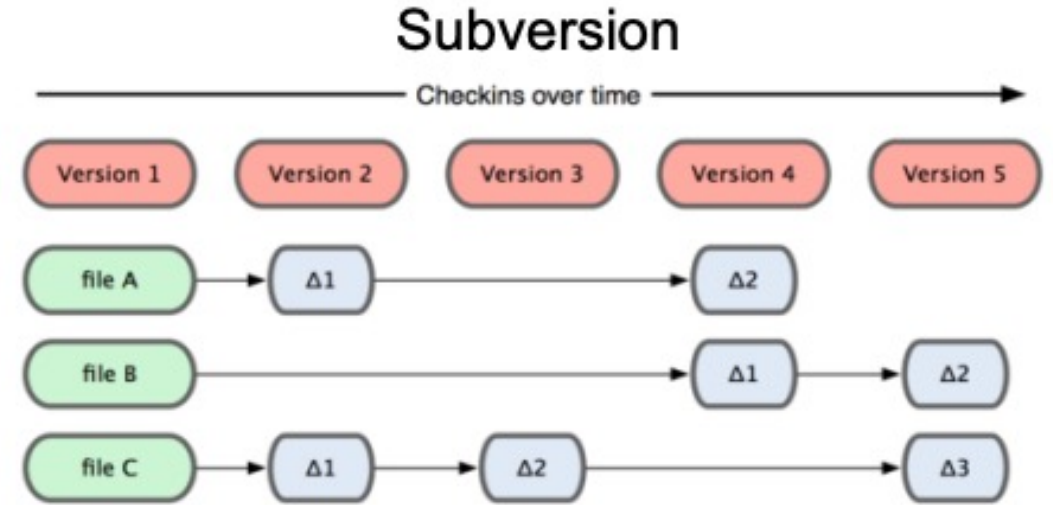 Subversion
Checkins over time
Version 1 Version 2 Version 3 Version 4 Version 5
file A Δ1 Δ2
file B Δ1 Δ2
file C Δ1 Δ2 Δ3